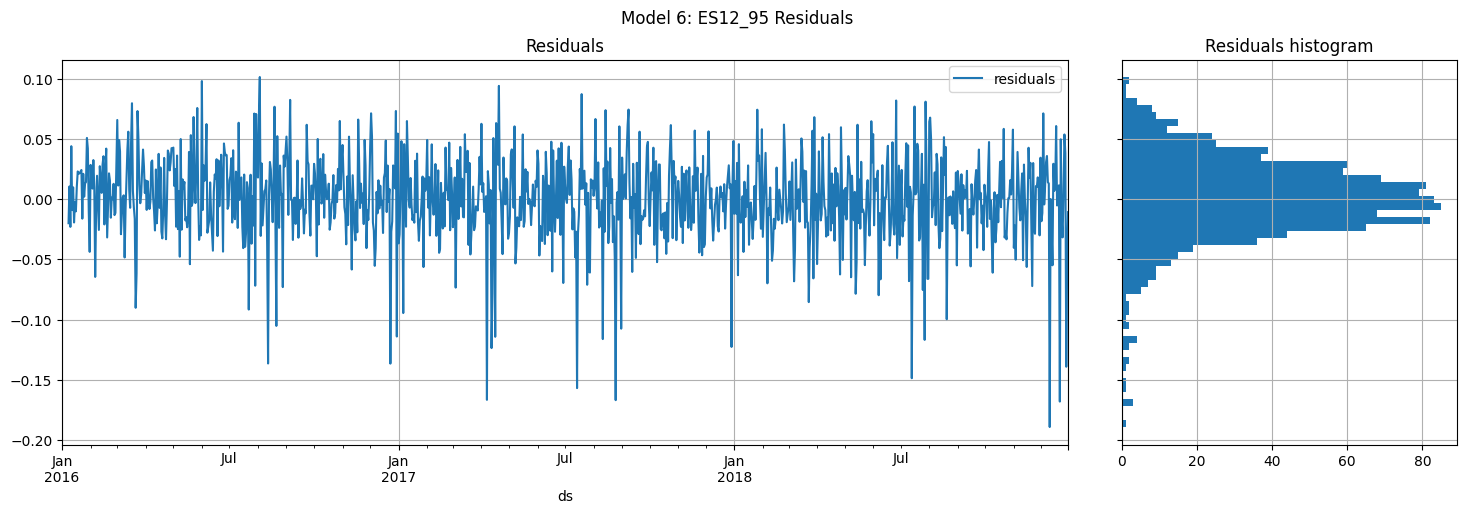 Model 6: ES12_95 Residuals
Residuals
Residuals histogram
residuals
0.10
0.05
0.00
−0.05
−0.10
−0.15
−0.20
Jan
2016
Jul
Jan
2017
Jul
Jan
2018
Jul
ds
0
20
40
60
80